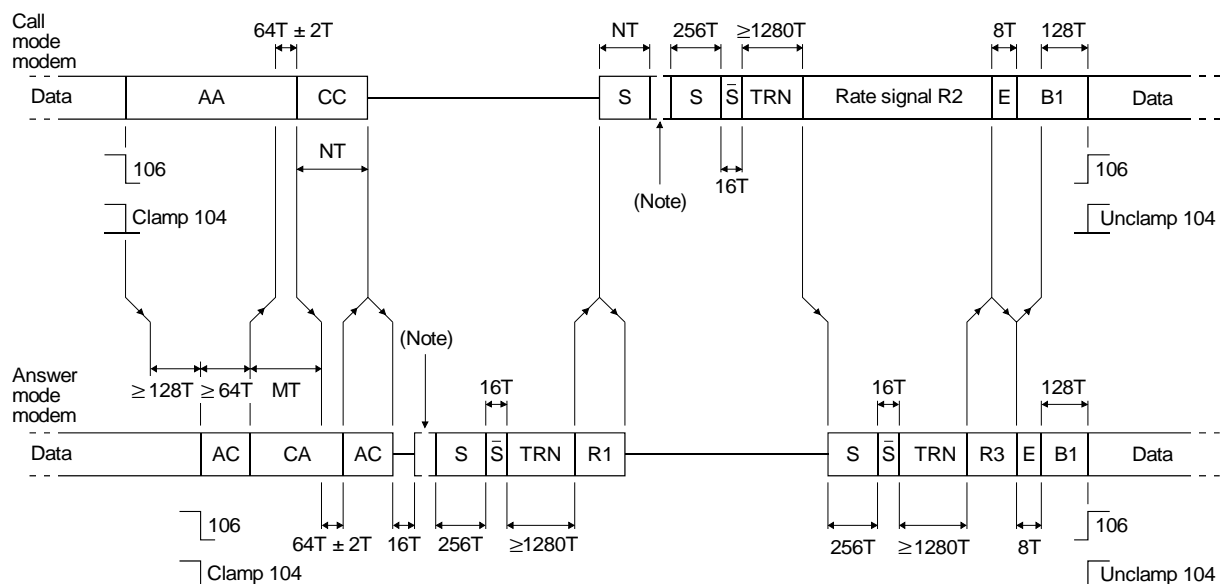 Call mode modem
64T ± 2T
NT
256T
≥1280T
8T
128T
Data
AA
CC
S
S
S̄
TRN
Rate signal R2
E
B1
Data
NT
106
16T
106
(Note)
Clamp 104
Unclamp 104
(Note)
Answer mode modem
≥ 128T
≥ 64T
MT
16T
16T
128T
Data
AC
CA
AC
S
S̄
TRN
R1
S
S̄
TRN
R3
E
B1
Data
106
64T ± 2T
16T
256T
≥1280T
256T
≥1280T
8T
106
Clamp 104
Unclamp 104